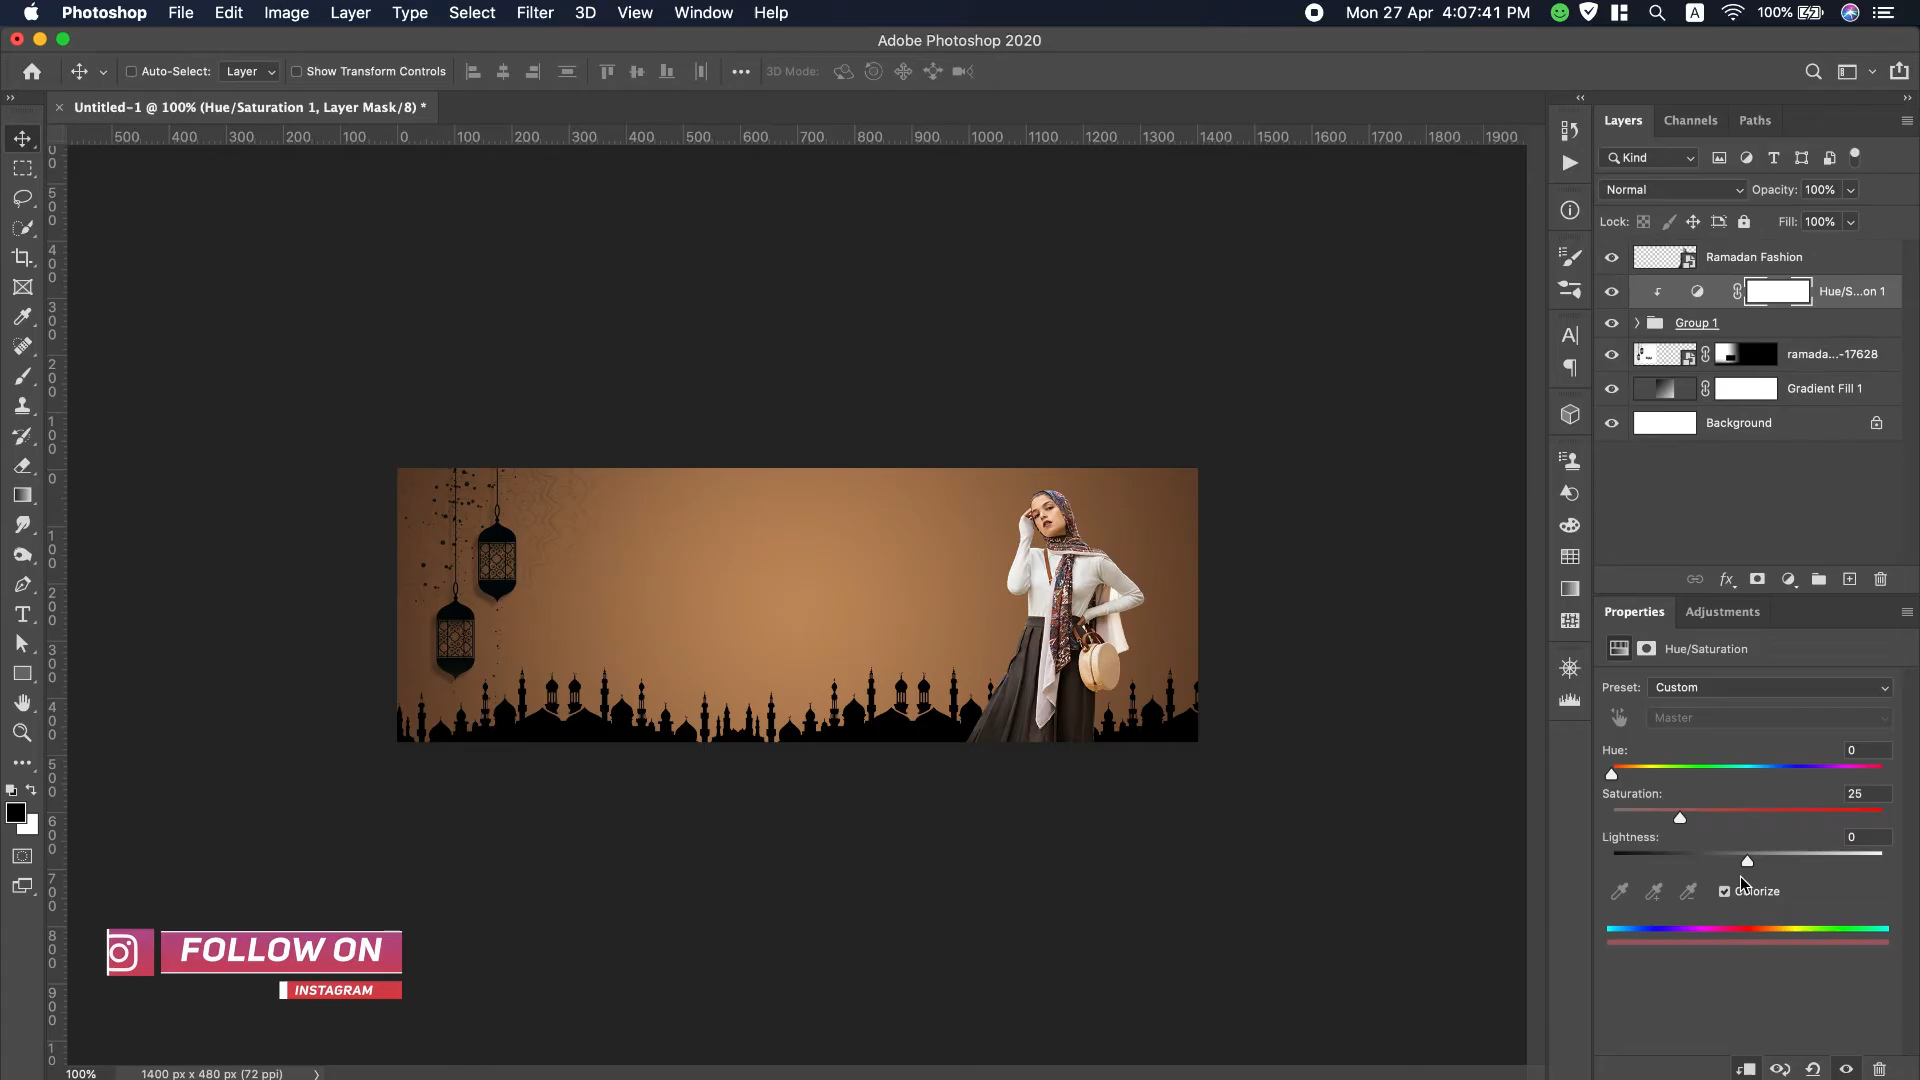 Photoshop File Edit Image Layer Type Select Filter 3D View Window Help Mon 27 Apr 4:07:41 PM A 100%
Adobe Photoshop 2020
Auto-Select: Layer Show Transform Controls 3D Mode:
Untitled-1 @ 100% (Hue/Saturation 1, Layer Mask/8) *
500 400 300 200 100 0 100 200 300 400 500 600 700 800 900 1000 1100 1200 1300 1400 1500 1600 1700 1800 1900
Layers Channels Paths
Kind
Normal Opacity: 100%
Lock: Fill: 100%
Ramadan Fashion
Hue/S...on 1
Group 1
ramada...-17628
Gradient Fill 1
Background
Properties Adjustments
Hue/Saturation
Preset: Custom
Master
Hue: 0
Saturation: 25
Lightness: 0
Colorize
FOLLOW ON
INSTAGRAM
100% 1400 px x 480 px (72 ppi)